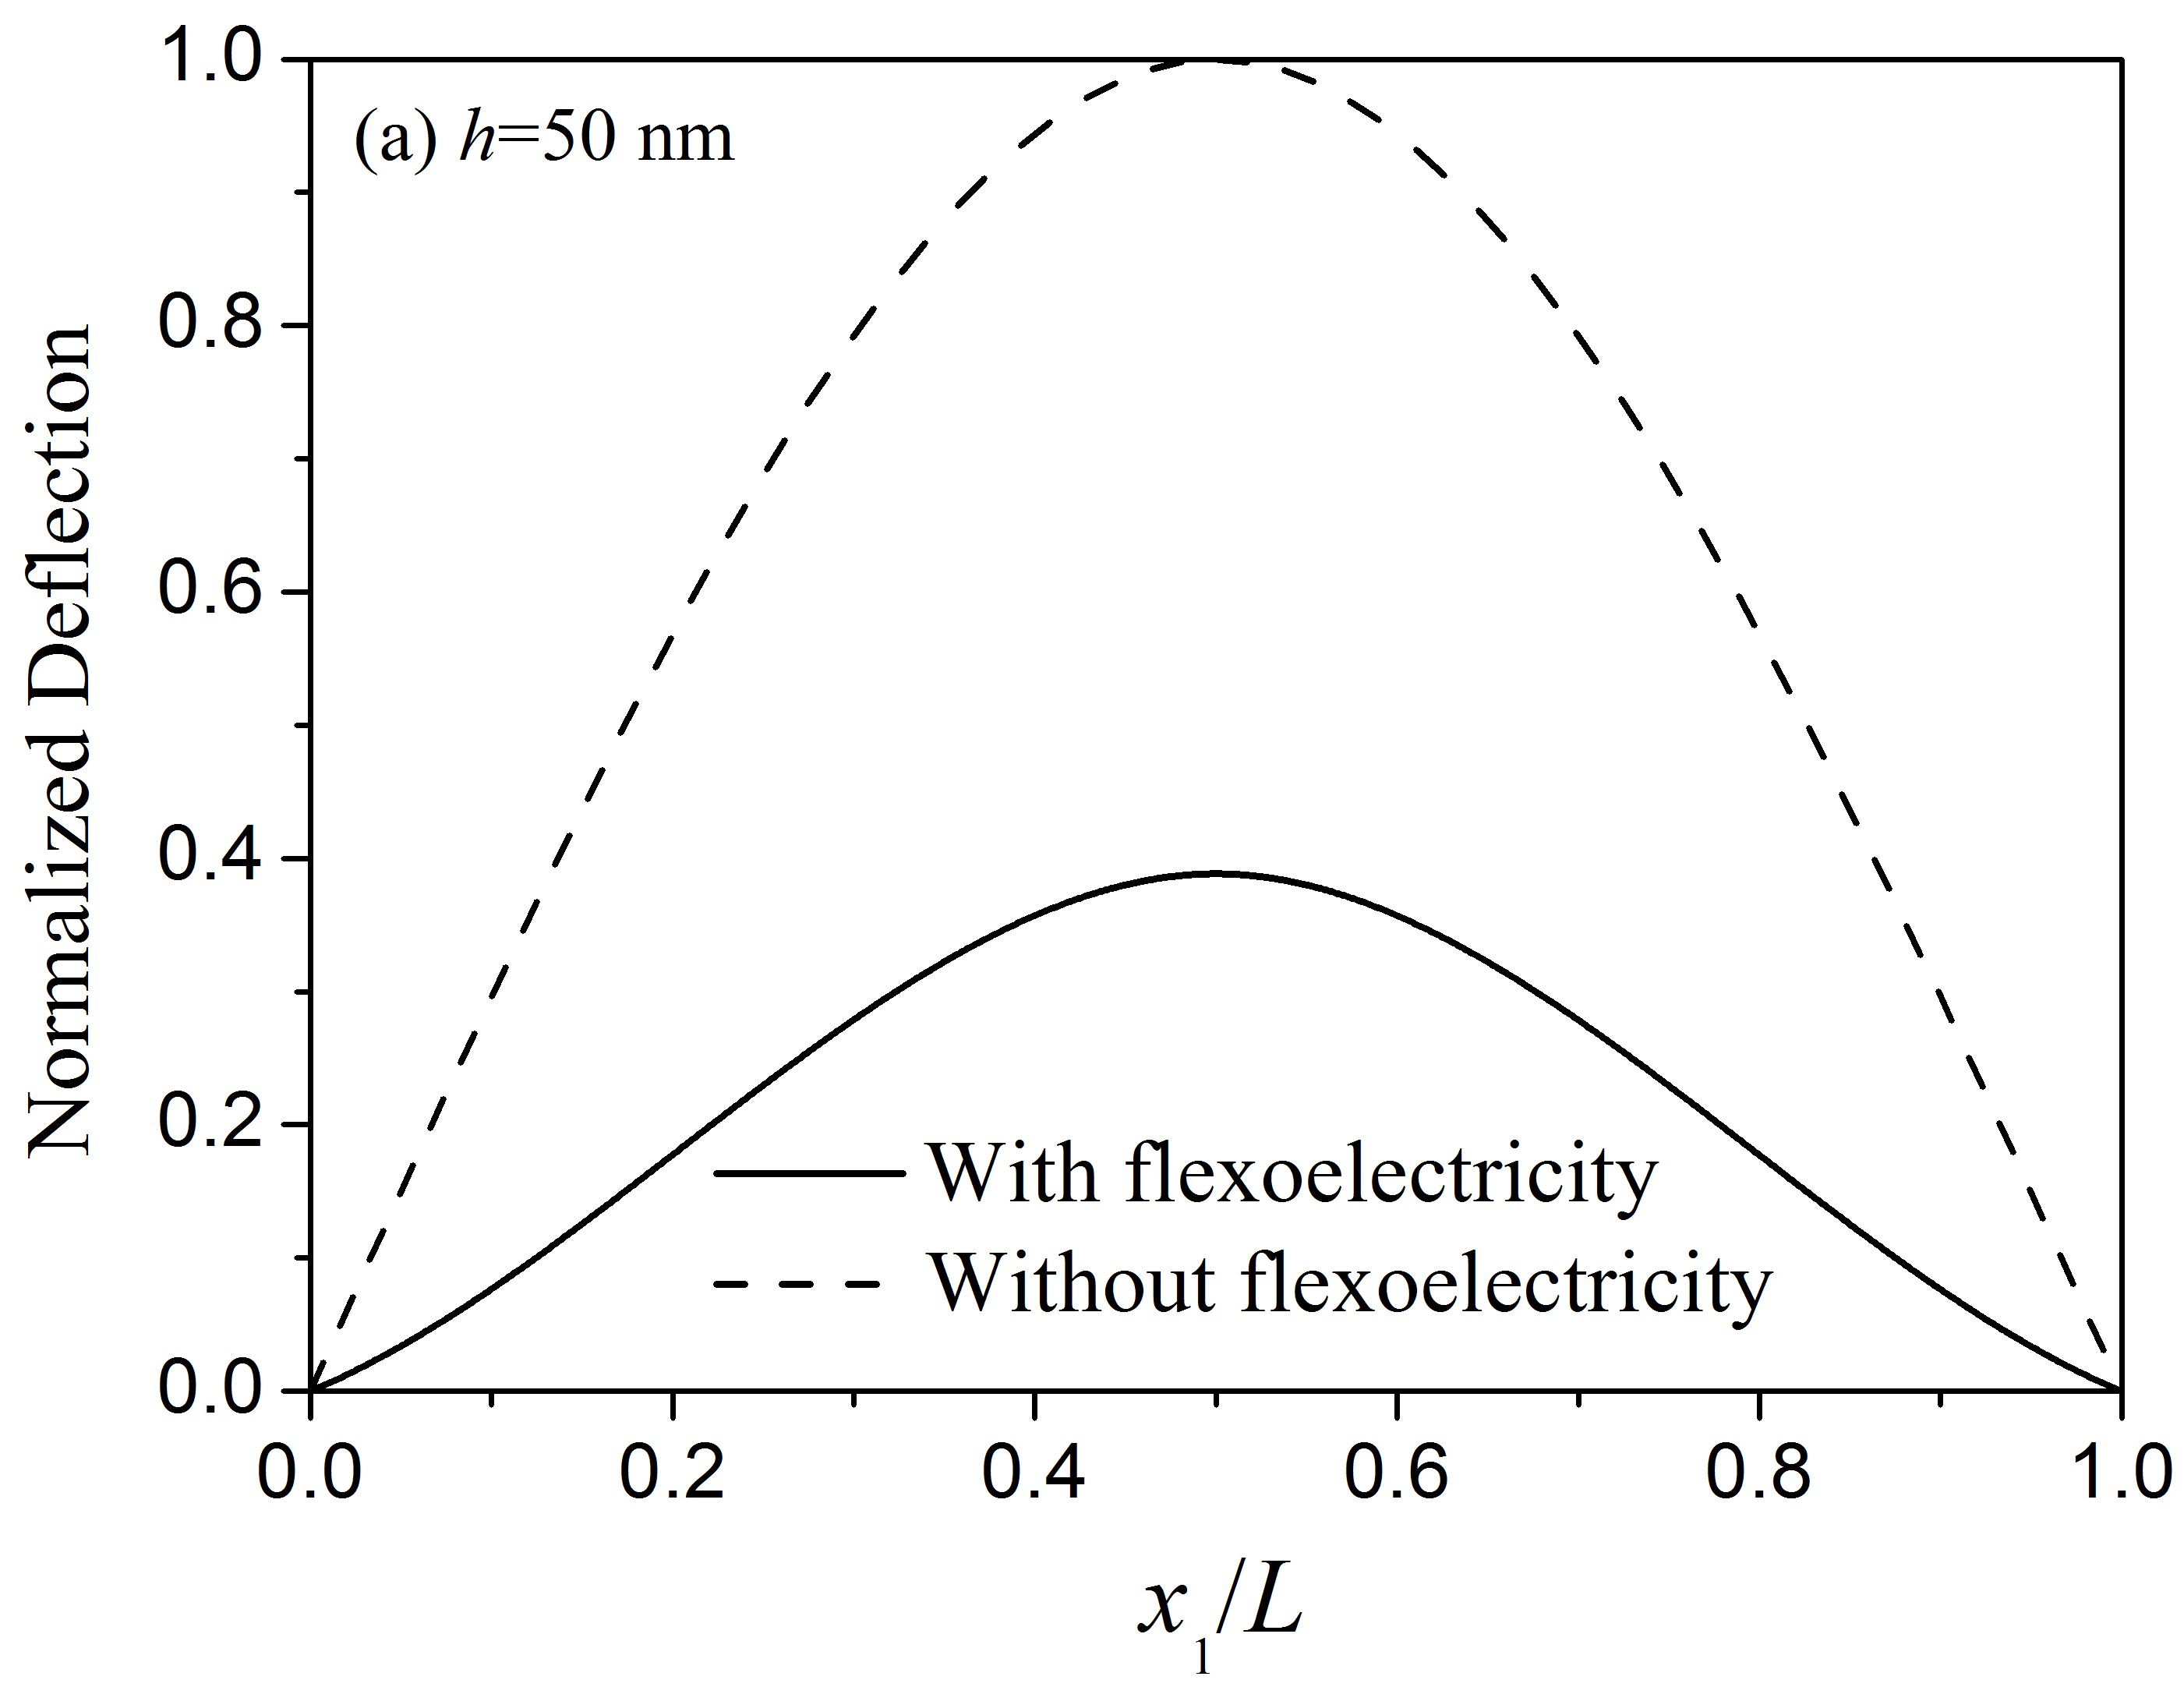 (a) h=50 nm
Normalized Deflection
1.0
0.8
0.6
0.4
0.2
0.0
With flexoelectricity
Without flexoelectricity
0.0 0.2 0.4 0.6 0.8 1.0
x₁/L